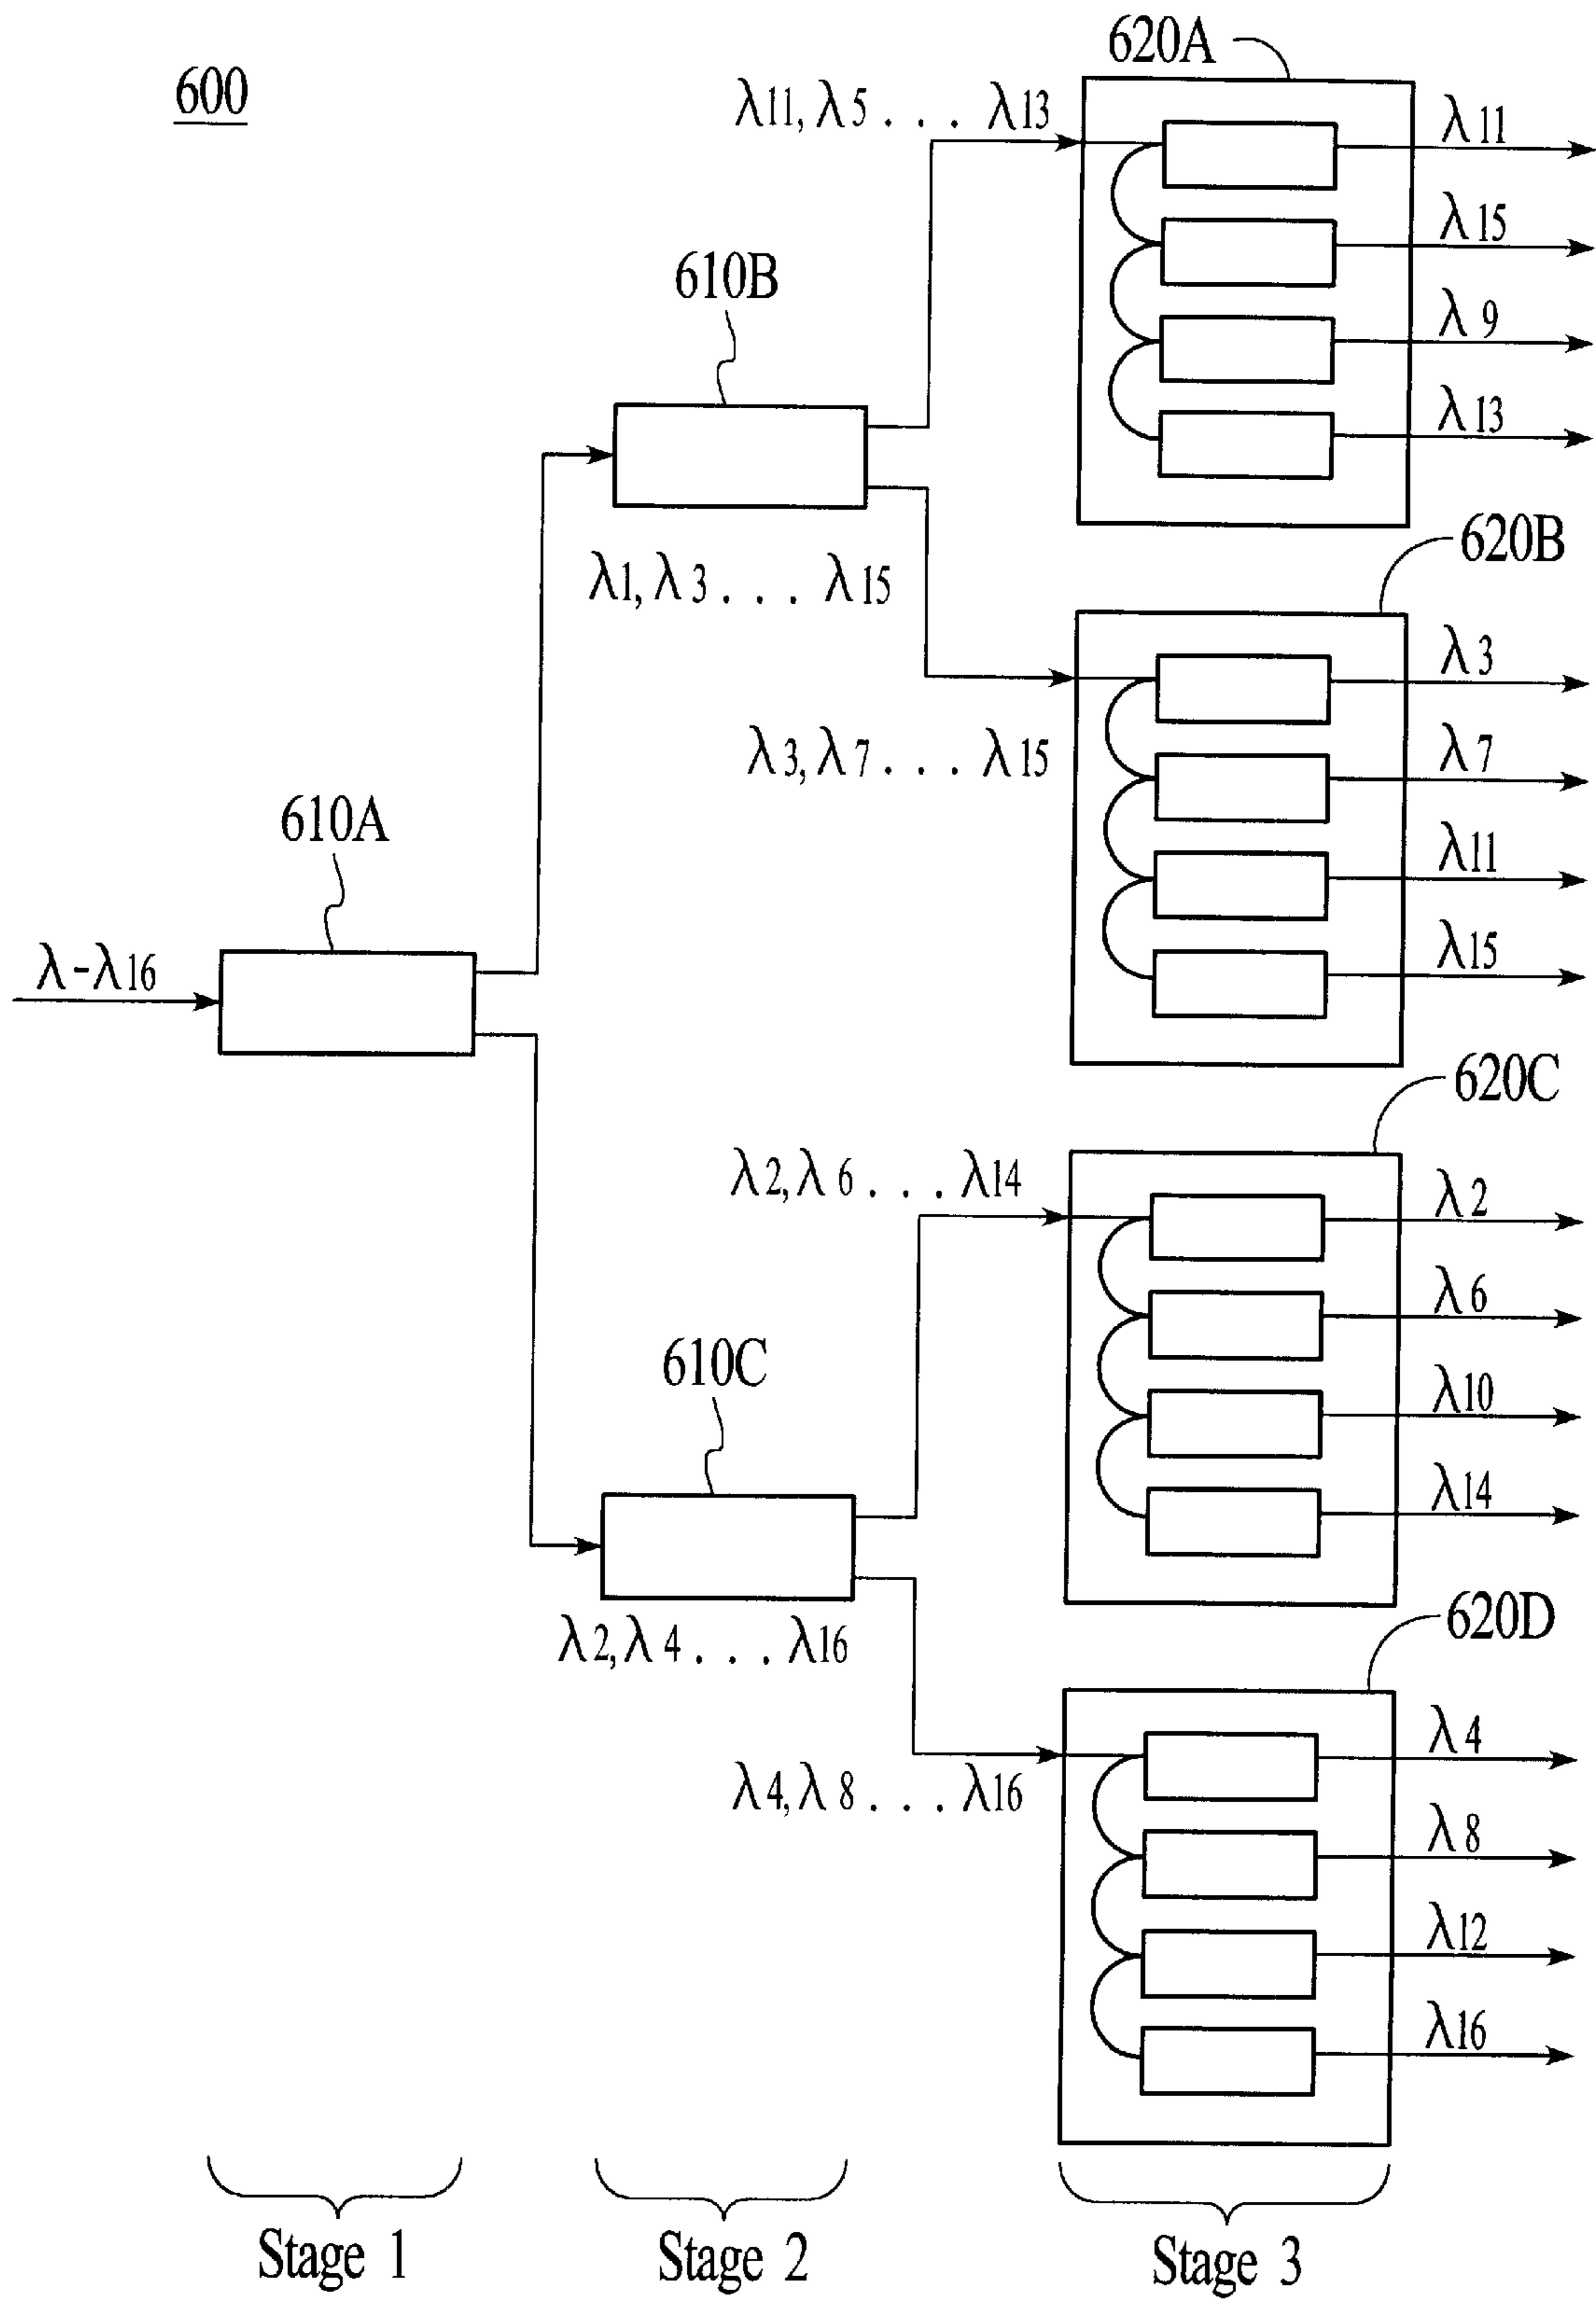 600
620A
λ11, λ5 . . . λ13
λ11
λ15
λ9
λ13
610B
λ1, λ3 . . . λ15
620B
λ3, λ7 . . . λ15
λ3
λ7
λ11
λ15
610A
λ-λ16
620C
λ2, λ6 . . . λ14
λ2
λ6
λ10
λ14
610C
λ2, λ4 . . . λ16
620D
λ4, λ8 . . . λ16
λ4
λ8
λ12
λ16
Stage 1
Stage 2
Stage 3